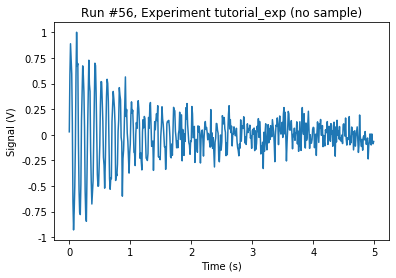 Run #56, Experiment tutorial_exp (no sample)
1
0.75
0.5
0.25
0
-0.25
-0.5
-0.75
-1
Signal (V)
0 1 2 3 4 5
Time (s)